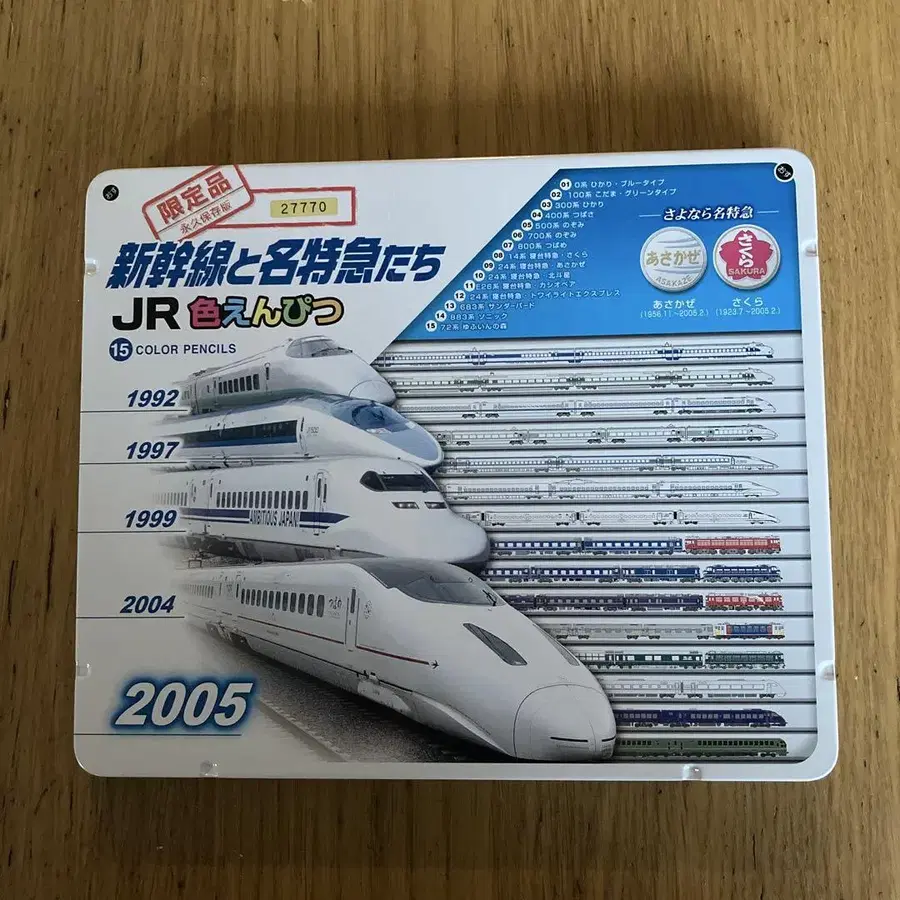 限定品
永久保存版
27770
新幹線と名特急たち
JR 色えんぴつ
15 COLOR PENCILS
1992
1997
1999
2004
2005
AMBITIOUS JAPAN!
つばめ
01 0系 ひかり・ブルータイプ
02 100系 こだま・グリーンタイプ
03 300系 ひかり
04 400系 つばさ
05 500系 のぞみ
06 700系 のぞみ
07 800系 つばめ
08 14系 寝台特急・さくら
09 24系 寝台特急・あさかぜ
10 24系 寝台特急・北斗星
11 E26系 寝台特急・カシオペア
12 24系 寝台特急・トワイライトエクスプレス
13 683系 サンダーバード
14 883系 ソニック
15 72系 ゆふいんの森
さよなら名特急
あさかぜ
ASAKAZE
さくら
SAKURA
あさかぜ
(1956.11.~2005.2.)
さくら
(1923.7~2005.2.)
おす
おす